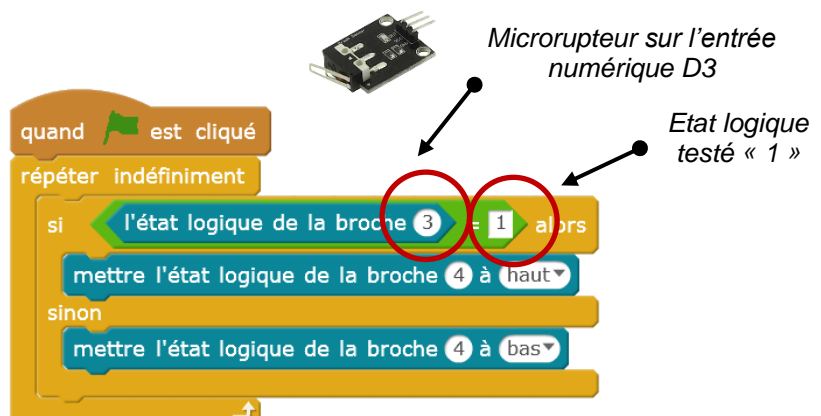 Microrupteur sur l'entrée
numérique D3
Etat logique
testé « 1 »
quand est cliqué
répéter indéfiniment
si l'état logique de la broche 3 = 1 alors
mettre l'état logique de la broche 4 à haut
sinon
mettre l'état logique de la broche 4 à bas